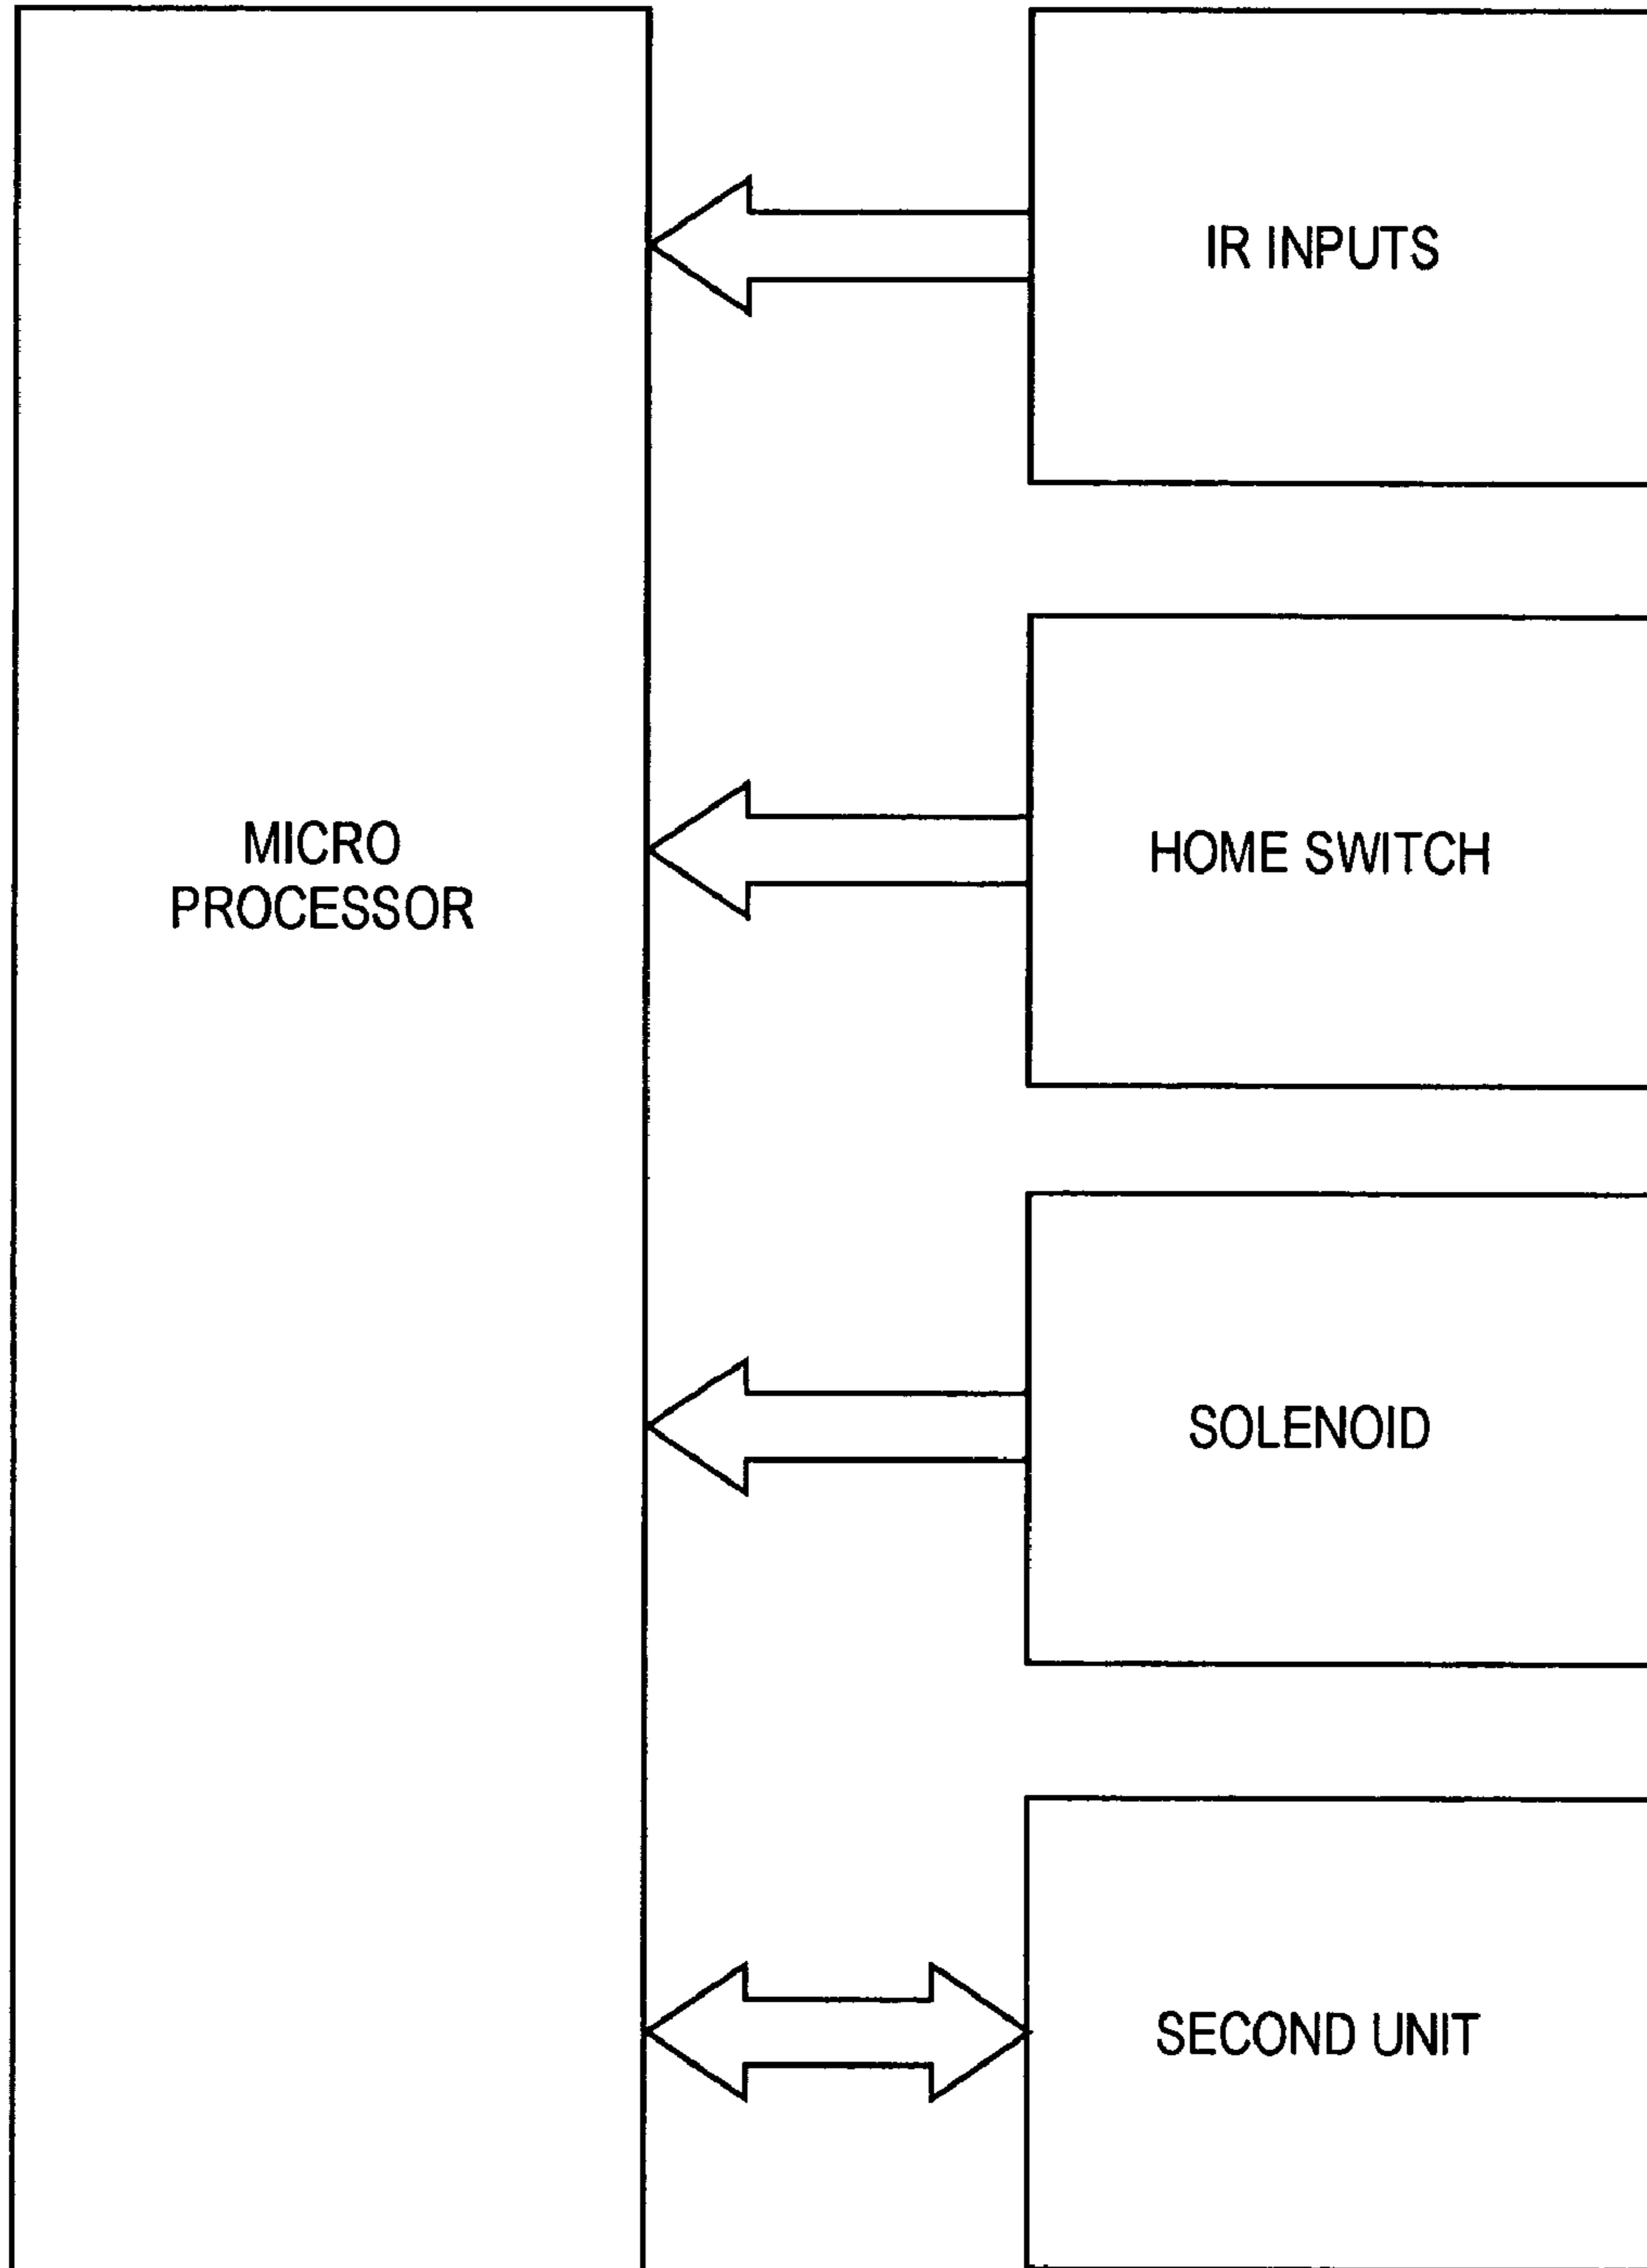 IR INPUTS
MICRO
PROCESSOR
HOME SWITCH
SOLENOID
SECOND UNIT